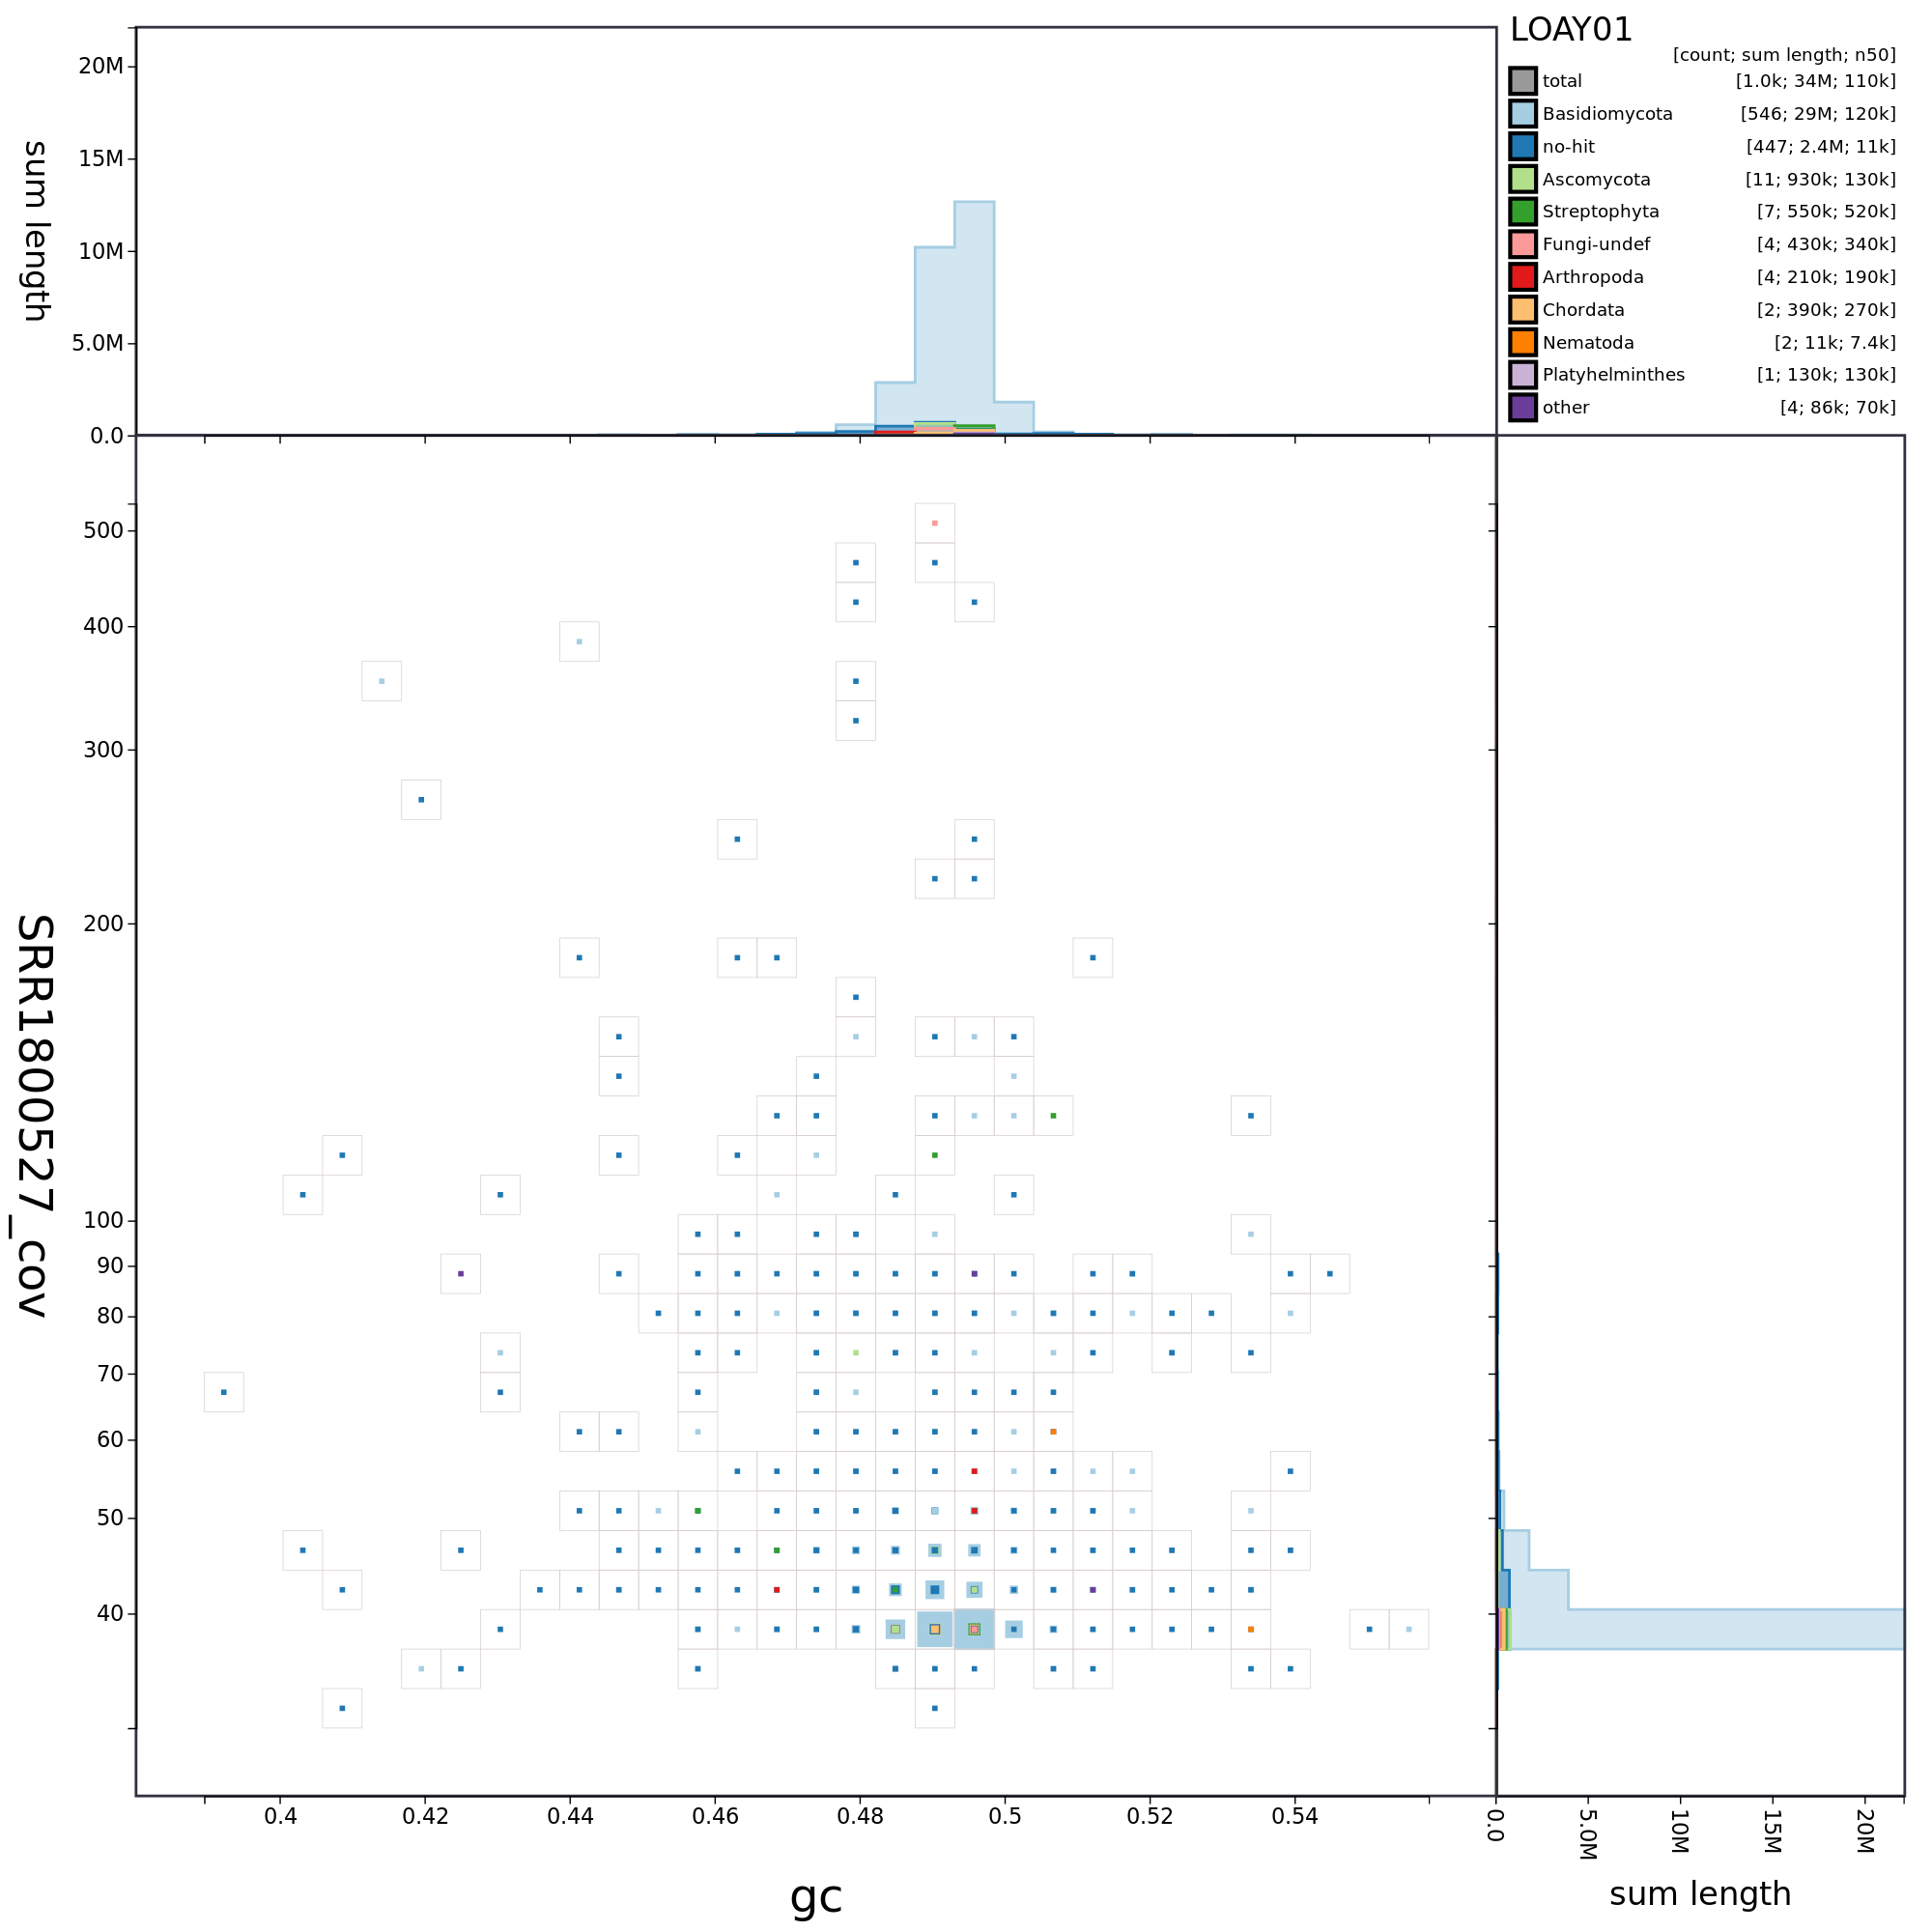 LOAY01
[count; sum length; n50]
total [1.0k; 34M; 110k]
Basidiomycota [546; 29M; 120k]
no-hit [447; 2.4M; 11k]
Ascomycota [11; 930k; 130k]
Streptophyta [7; 550k; 520k]
Fungi-undef [4; 430k; 340k]
Arthropoda [4; 210k; 190k]
Chordata [2; 390k; 270k]
Nematoda [2; 11k; 7.4k]
Platyhelminthes [1; 130k; 130k]
other [4; 86k; 70k]
sum length
20M
15M
10M
5.0M
0.0
SRR1800527_cov
500
400
300
200
100
90
80
70
60
50
40
0.4 0.42 0.44 0.46 0.48 0.5 0.52 0.54
gc
0.0 5.0M 10M 15M 20M
sum length